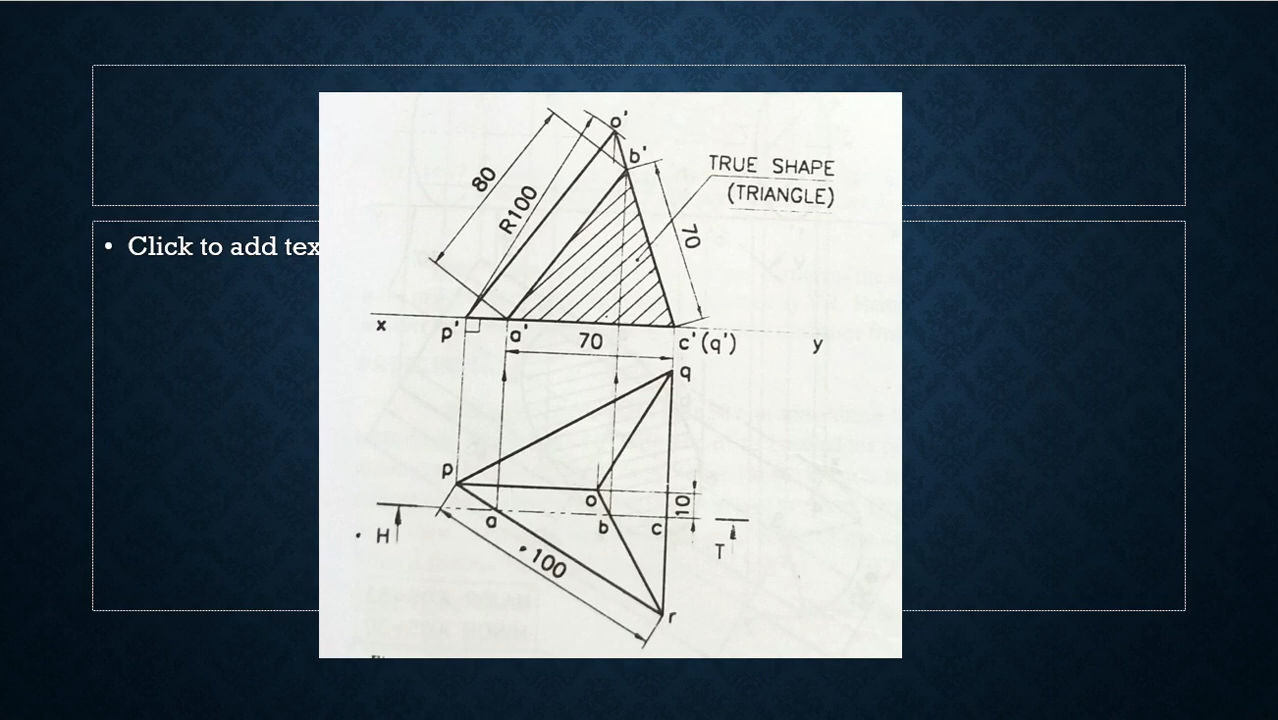 • Click to add tex
o'
b'
TRUE SHAPE
(TRIANGLE)
80
R100
70
x
p'
a'
70
c'(q')
y
q
p
o
10
a
b
c
H
T
100
r